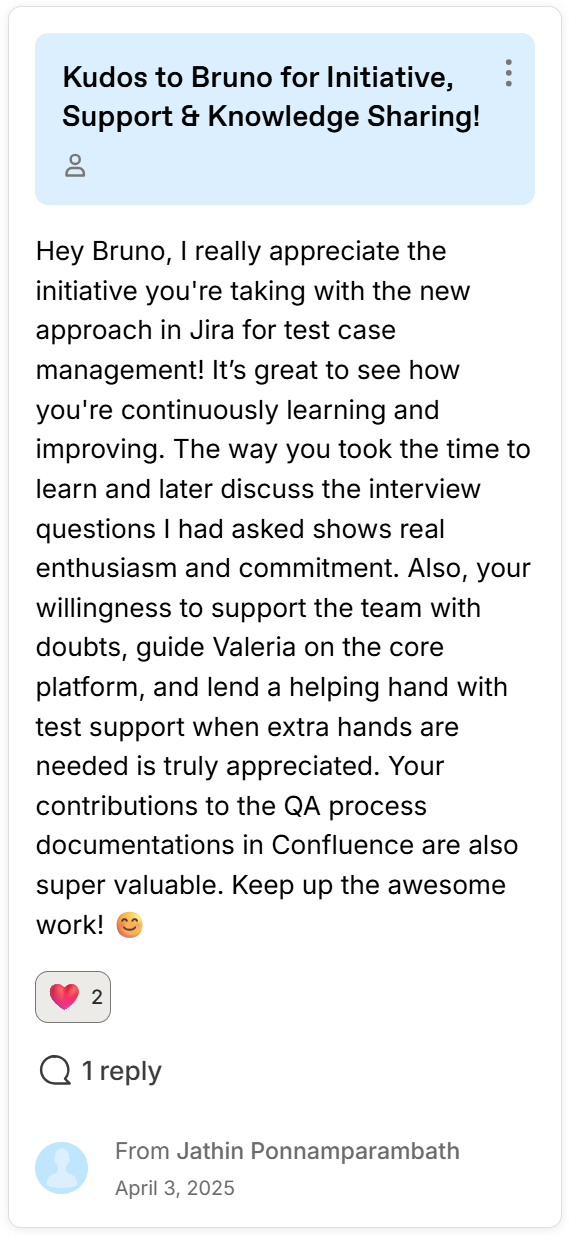 Kudos to Bruno for Initiative,
Support & Knowledge Sharing!
Hey Bruno, I really appreciate the
initiative you're taking with the new
approach in Jira for test case
management! It’s great to see how
you're continuously learning and
improving. The way you took the time to
learn and later discuss the interview
questions I had asked shows real
enthusiasm and commitment. Also, your
willingness to support the team with
doubts, guide Valeria on the core
platform, and lend a helping hand with
test support when extra hands are
needed is truly appreciated. Your
contributions to the QA process
documentations in Confluence are also
super valuable. Keep up the awesome
work! 😊
❤️ 2
1 reply
From Jathin Ponnamparambath
April 3, 2025